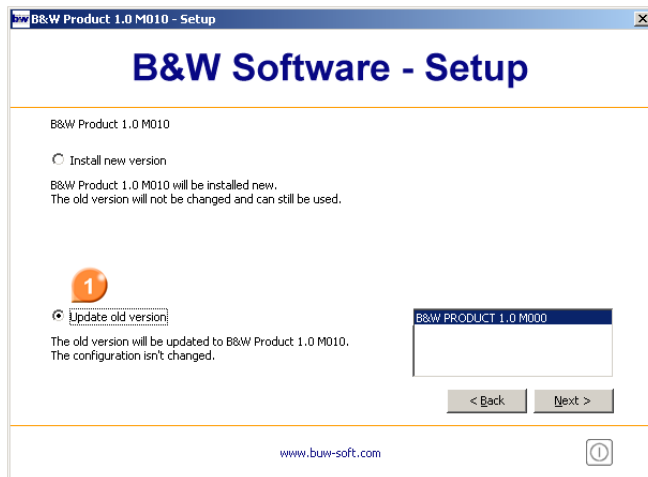 bw B&W Product 1.0 M010 - Setup
B&W Software - Setup
B&W Product 1.0 M010
Install new version
B&W Product 1.0 M010 will be installed new.
The old version will not be changed and can still be used.
1
Update old version
B&W PRODUCT 1.0 M000
The old version will be updated to B&W Product 1.0 M010.
The configuration isn't changed.
< Back
Next >
www.buw-soft.com